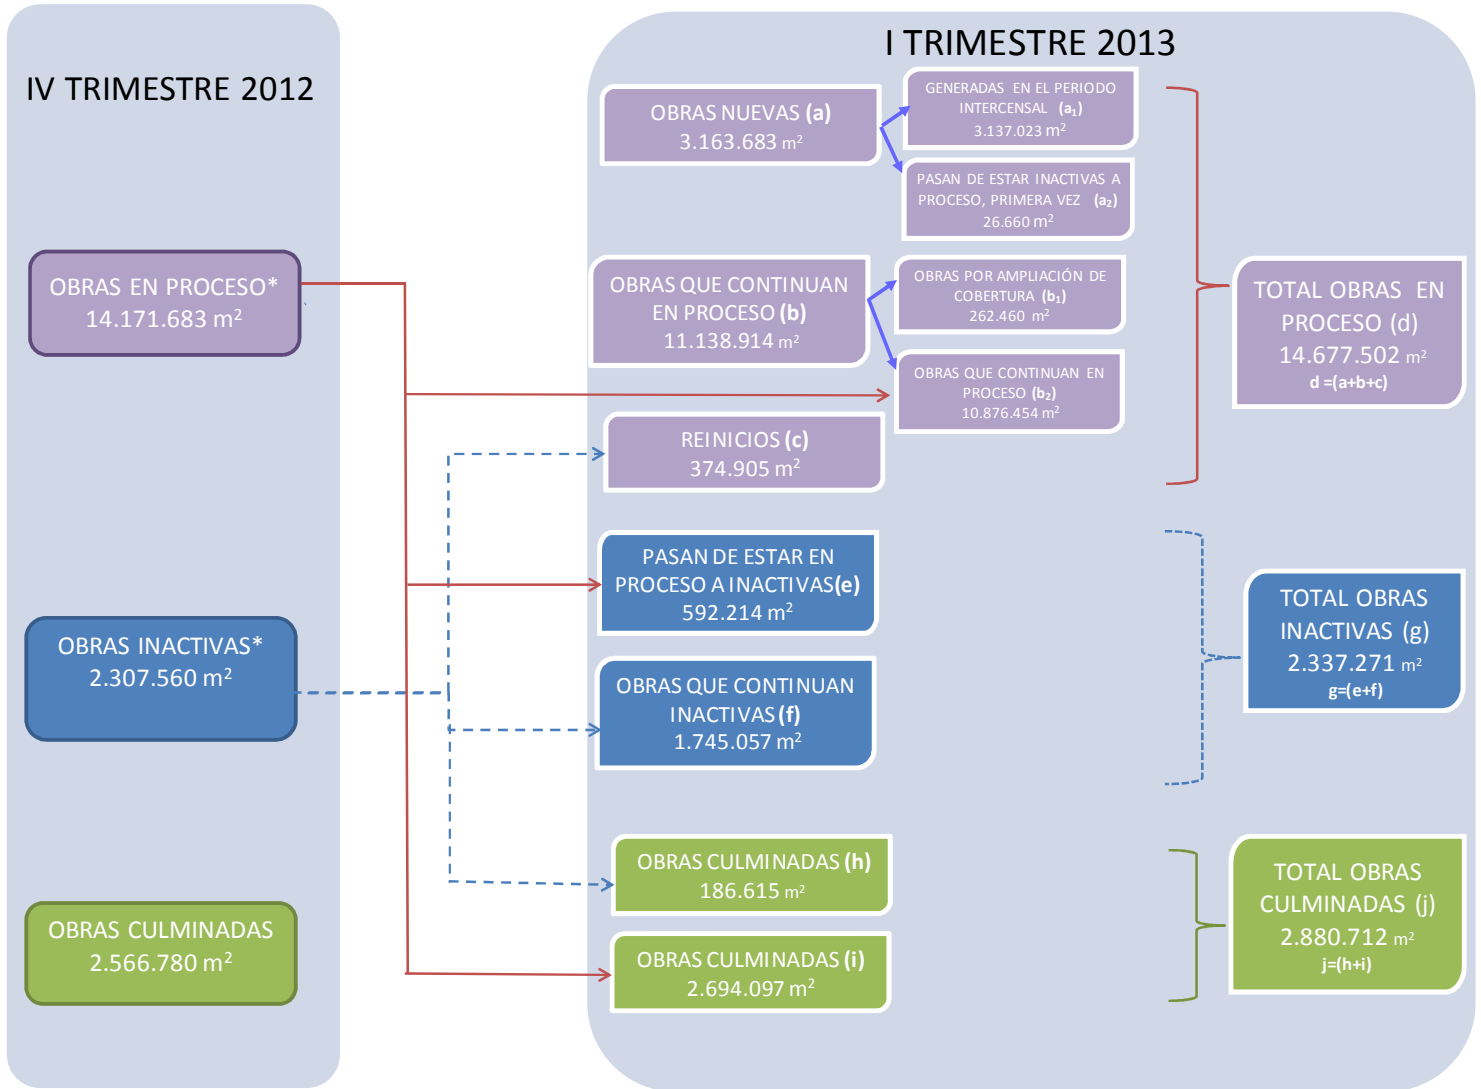 IV TRIMESTRE 2012
OBRAS EN PROCESO*
14.171.683 m²
OBRAS INACTIVAS*
2.307.560 m²
OBRAS CULMINADAS
2.566.780 m²
I TRIMESTRE 2013
OBRAS NUEVAS (a)
3.163.683 m²
GENERADAS EN EL PERIODO
INTERCENSAL (a₁)
3.137.023 m²
PASAN DE ESTAR INACTIVAS A
PROCESO, PRIMERA VEZ (a₂)
26.660 m²
OBRAS QUE CONTINUAN
EN PROCESO (b)
11.138.914 m²
OBRAS POR AMPLIACIÓN DE
COBERTURA (b₁)
262.460 m²
OBRAS QUE CONTINUAN EN
PROCESO (b₂)
10.876.454 m²
REINICIOS (c)
374.905 m²
TOTAL OBRAS EN
PROCESO (d)
14.677.502 m²
d =(a+b+c)
PASAN DE ESTAR EN
PROCESO A INACTIVAS(e)
592.214 m²
OBRAS QUE CONTINUAN
INACTIVAS (f)
1.745.057 m²
TOTAL OBRAS
INACTIVAS (g)
2.337.271 m²
g=(e+f)
OBRAS CULMINADAS (h)
186.615 m²
OBRAS CULMINADAS (i)
2.694.097 m²
TOTAL OBRAS
CULMINADAS (j)
2.880.712 m²
j=(h+i)